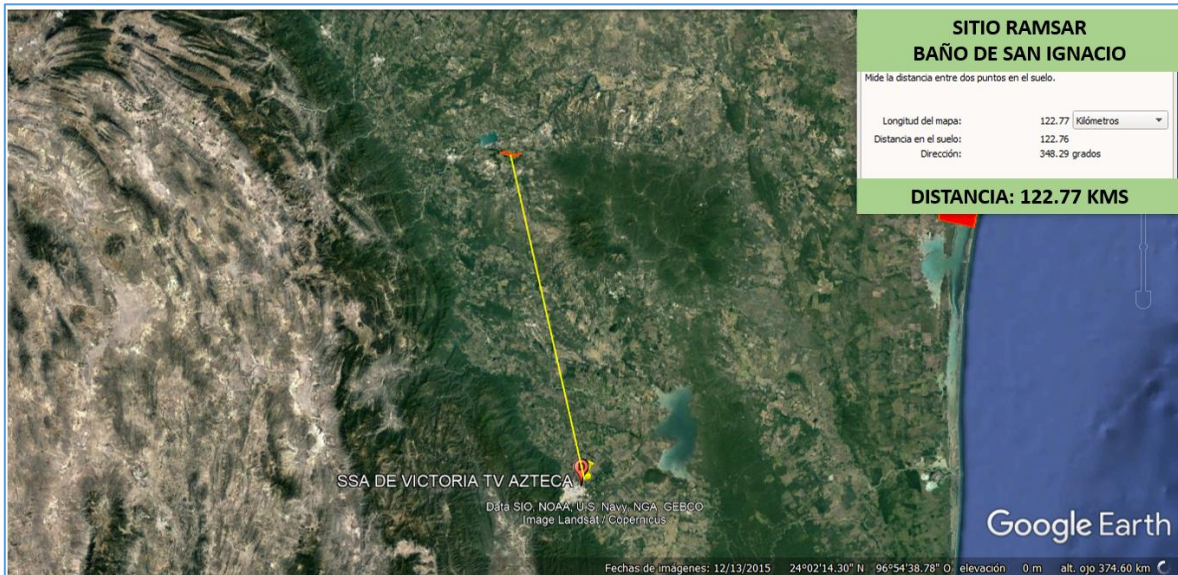 SITIO RAMSAR
BAÑO DE SAN IGNACIO
Mide la distancia entre dos puntos en el suelo.
Longitud del mapa: 122.77 Kilómetros
Distancia en el suelo: 122.76
Dirección: 348.29 grados
DISTANCIA: 122.77 KMS
SSA DE VICTORIA TV AZTECA
Data SIO, NOAA, U.S. Navy, NGA, GEBCO
Image Landsat / Copernicus
Google Earth
Fechas de imágenes: 12/13/2015 24°02'14.30" N 96°54'38.78" O elevación 0 m alt. ojo 374.60 km